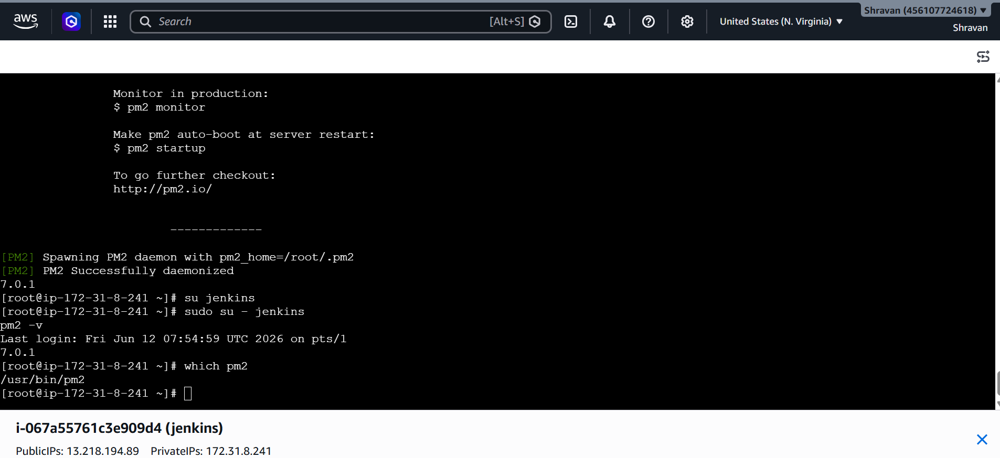 aws
Search
[Alt+S]
United States (N. Virginia) ▼
Shravan (456107724618) ▼
Shravan
Monitor in production:
$ pm2 monitor
Make pm2 auto-boot at server restart:
$ pm2 startup
To go further checkout:
http://pm2.io/
-------------
[PM2] Spawning PM2 daemon with pm2_home=/root/.pm2
[PM2] PM2 Successfully daemonized
7.0.1
[root@ip-172-31-8-241 ~]# su jenkins
[root@ip-172-31-8-241 ~]# sudo su - jenkins
pm2 -v
Last login: Fri Jun 12 07:54:59 UTC 2026 on pts/1
7.0.1
[root@ip-172-31-8-241 ~]# which pm2
/usr/bin/pm2
[root@ip-172-31-8-241 ~]#
i-067a55761c3e909d4 (jenkins)
PublicIPs: 13.218.194.89 PrivateIPs: 172.31.8.241